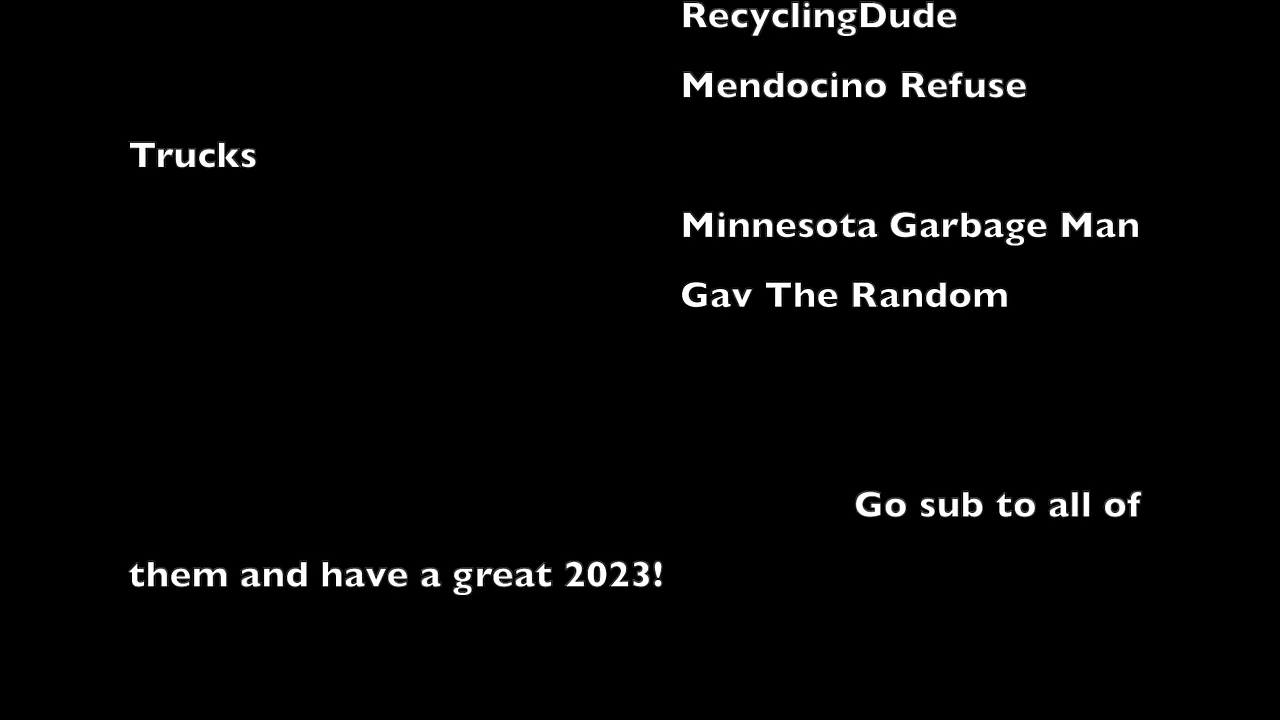 RecyclingDude
Mendocino Refuse
Trucks
Minnesota Garbage Man
Gav The Random
Go sub to all of
them and have a great 2023!